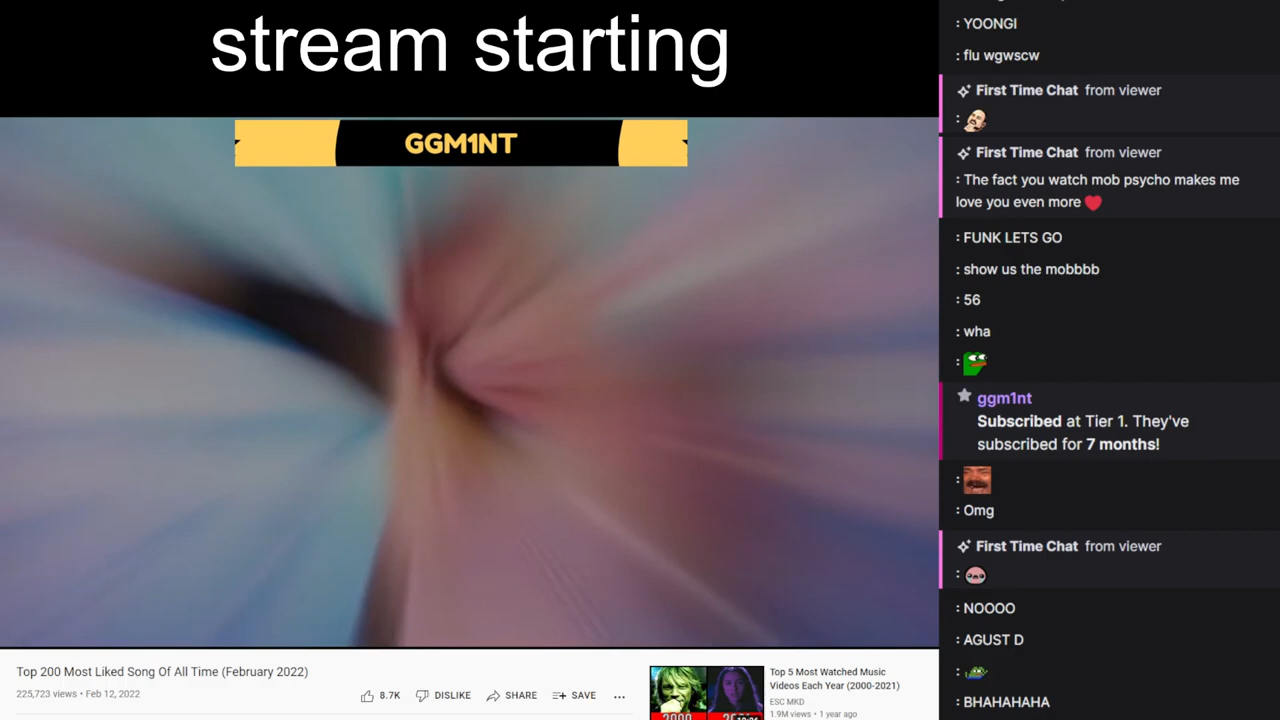 stream starting
GGM1NT
Top 200 Most Liked Song Of All Time (February 2022)
225,723 views • Feb 12, 2022
8.7K
DISLIKE
SHARE
SAVE
Top 5 Most Watched Music
Videos Each Year (2000-2021)
ESC MKD
1.9M views • 1 year ago
: YOONGI
: flu wgwscw
First Time Chat from viewer
:
First Time Chat from viewer
: The fact you watch mob psycho makes me
love you even more
: FUNK LETS GO
: show us the mobbbb
: 56
: wha
:
ggm1nt
Subscribed at Tier 1. They've
subscribed for 7 months!
:
: Omg
First Time Chat from viewer
:
: NOOOO
: AGUST D
:
: BHAHAHAHA